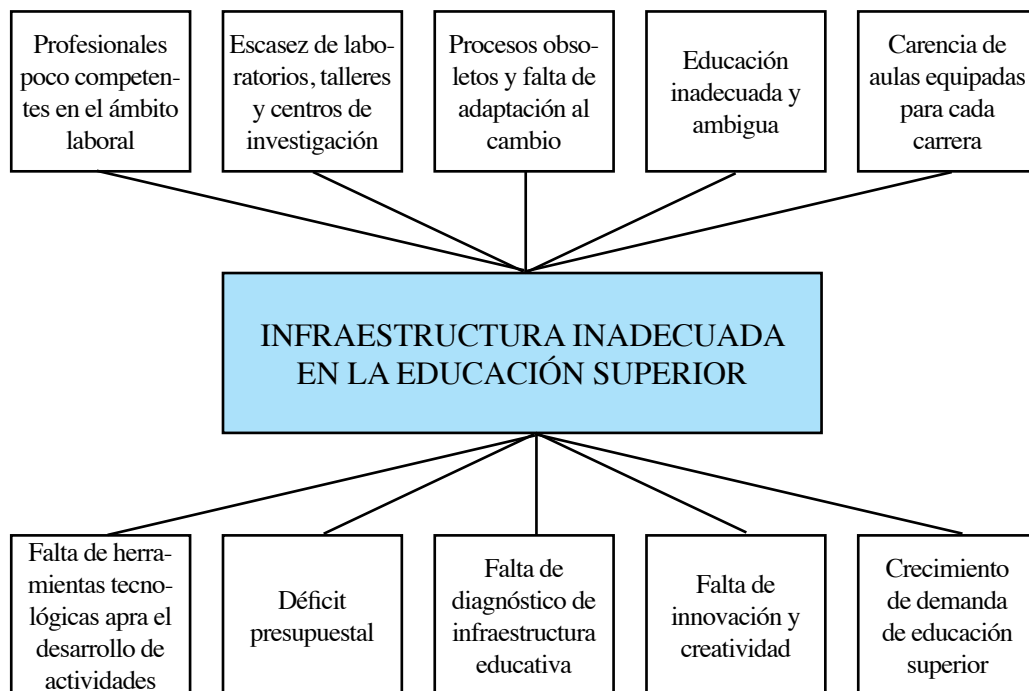 Profesionales
poco competen-
tes en el ámbito
laboral
Escasez de labo-
ratorios, talleres
y centros de
investigación
Procesos obso-
letos y falta de
adaptación al
cambio
Educación
inadecuada y
ambigua
Carencia de
aulas equipadas
para cada
carrera
INFRAESTRUCTURA INADECUADA
EN LA EDUCACIÓN SUPERIOR
Falta de herra-
mientas tecno-
lógicas apra el
desarrollo de
actividades
Déficit
presupuestal
Falta de
diagnóstico de
infraestructura
educativa
Falta de
innovación y
creatividad
Crecimiento
de demanda
de educación
superior